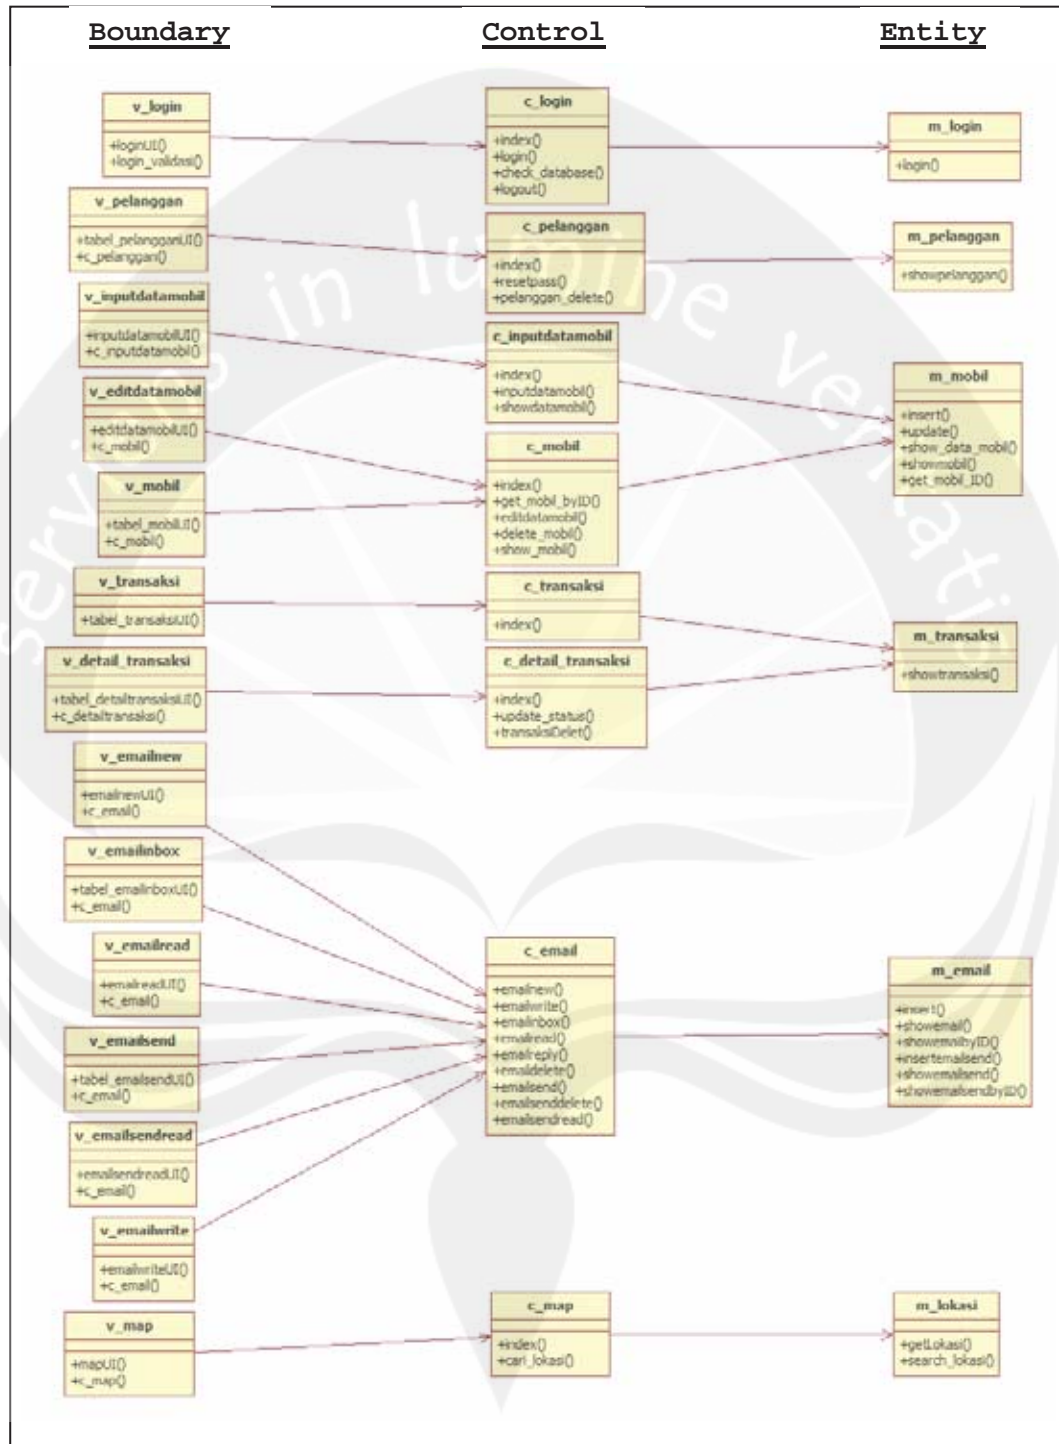 Boundary
Control
Entity
v_login
+loginUI()
+login_validasi()
c_login
+index()
+login()
+check_database()
+logout()
m_login
+login()
v_pelanggan
+tabel_pelangganUI()
+c_pelanggan()
c_pelanggan
+index()
+resetpass()
+pelanggan_delete()
m_pelanggan
+showpelanggan()
v_inputdatamobil
+inputdatamobilUI()
+c_inputdatamobil()
c_inputdatamobil
+index()
+inputdatamobil()
+showdatamobil()
m_mobil
+insert()
+update()
+show_data_mobil()
+showmobil()
+get_mobil_ID()
v_editdatamobil
+editdatamobilUI()
+c_mobil()
c_mobil
+index()
+get_mobil_byID()
+editdatamobil()
+delete_mobil()
+show_mobil()
v_mobil
+tabel_mobilUI()
+c_mobil()
v_transaksi
+tabel_transaksiUI()
c_transaksi
+index()
m_transaksi
+showtransaksi()
v_detail_transaksi
+tabel_detailtransaksiUI()
+c_detailtransaksi()
c_detail_transaksi
+index()
+update_status()
+transaksiDelet()
v_emailnew
+emailnewUI()
+c_email()
v_emailinbox
+tabel_emailinboxUI()
+c_email()
v_emailread
+emailreadUI()
+c_email()
c_email
+emailnew()
+emailwrite()
+emailinbox()
+emailread()
+emailreply()
+emaildelete()
+emailsend()
+emailsenddelete()
+emailsendread()
m_email
+insert()
+showemail()
+showemailbyID()
+insertemailsend()
+showemailsend()
+showemailsendbyID()
v_emailsend
+tabel_emailsendUI()
+c_email()
v_emailsendread
+emailsendreadUI()
+c_email()
v_emailwrite
+emailwriteUI()
+c_email()
v_map
+mapUI()
+c_map()
c_map
+index()
+cari_lokasi()
m_lokasi
+getLokasi()
+search_lokasi()
serviens in lumine veritatis